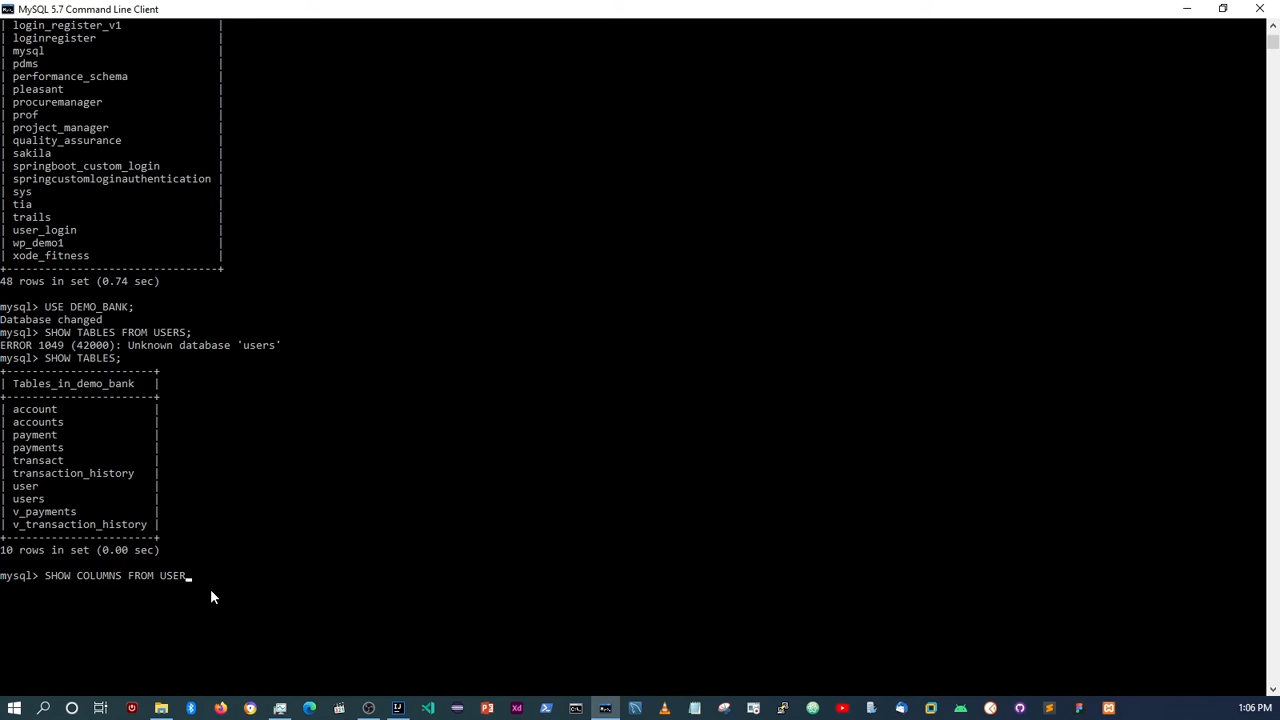 MySQL 5.7 Command Line Client
| login_register_v1 |
| loginregister |
| mysql |
| pdms |
| performance_schema |
| pleasant |
| procuremanager |
| prof |
| project_manager |
| quality_assurance |
| sakila |
| springboot_custom_login |
| springcustomloginauthentication |
| sys |
| tia |
| trails |
| user_login |
| wp_demo1 |
| xode_fitness |
+---------------------------------+
48 rows in set (0.74 sec)
mysql> USE DEMO_BANK;
Database changed
mysql> SHOW TABLES FROM USERS;
ERROR 1049 (42000): Unknown database 'users'
mysql> SHOW TABLES;
+-----------------------+
| Tables_in_demo_bank |
+-----------------------+
| account |
| accounts |
| payment |
| payments |
| transact |
| transaction_history |
| user |
| users |
| v_payments |
| v_transaction_history |
+-----------------------+
10 rows in set (0.00 sec)
mysql> SHOW COLUMNS FROM USER_
Xd
1:06 PM